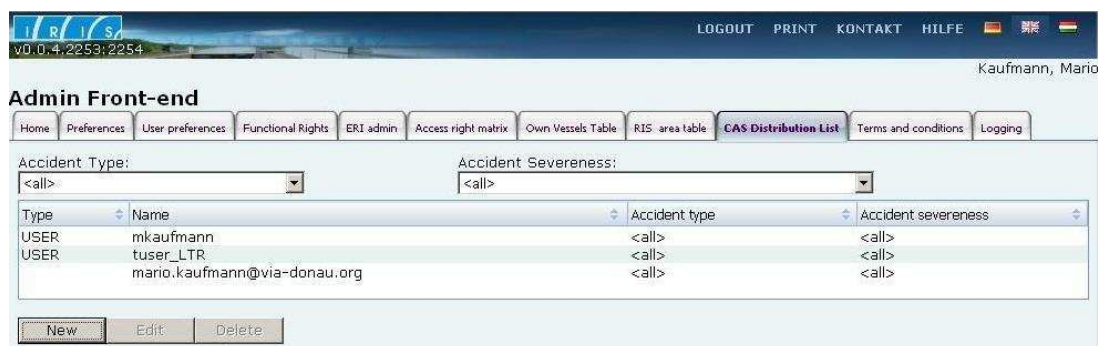 I R I S
LOGOUT PRINT KONTAKT HILFE
v0.0.4.2253:2254
Kaufmann, Mario
Admin Front-end
Home Preferences User preferences Functional Rights ERI admin Access right matrix Own Vessels Table RIS area table CAS Distribution List Terms and conditions Logging
Accident Type: Accident Severeness:
<all> <all>
Type Name Accident type Accident severeness
USER mkaufmann <all> <all>
USER tuser_LTR <all> <all>
mario.kaufmann@via-donau.org <all> <all>
New Edit Delete